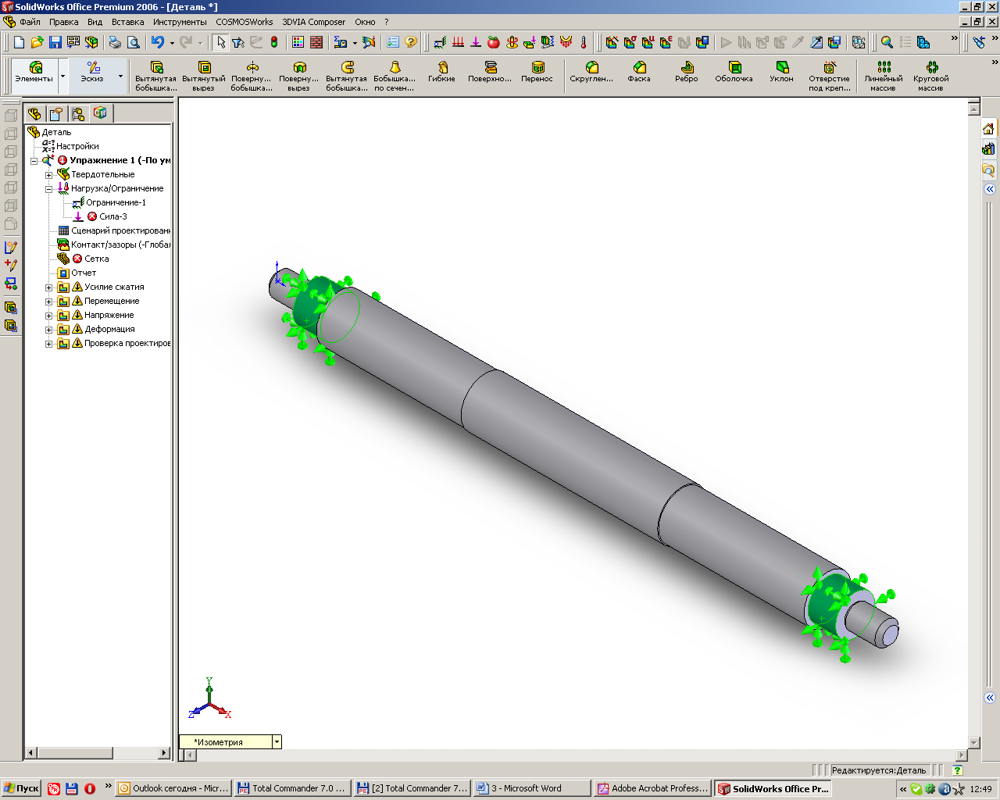 SolidWorks Office Premium 2006 - [Деталь *]
Файл Правка Вид Вставка Инструменты COSMOSWorks 3DVIA Composer Окно ?
Элементы Эскиз Вытянутая бобышка... Вытянутый вырез Поверну... бобышка... Поверну... вырез Вытянутая бобышка... Бобышка... по сечен... Гибкие Поверхно... Перенос Скруглен... Фаска Ребро Оболочка Уклон Отверстие под креп... Линейный массив Круговой массив
Деталь
Настройки
Упражнение 1 (-По ум
Твердотельные
Нагрузка/Ограничение
Ограничение-1
Сила-3
Сценарий проектирован
Контакт/зазоры (-Глоба
Сетка
Отчет
Усилие сжатия
Перемещение
Напряжение
Деформация
Проверка проектиров
Y
Z X
*Изометрия
Редактируется:Деталь
Пуск Outlook сегодня - Micr... Total Commander 7.0 ... [2] Total Commander 7... 3 - Microsoft Word Adobe Acrobat Profess... SolidWorks Office Pr... 12:49